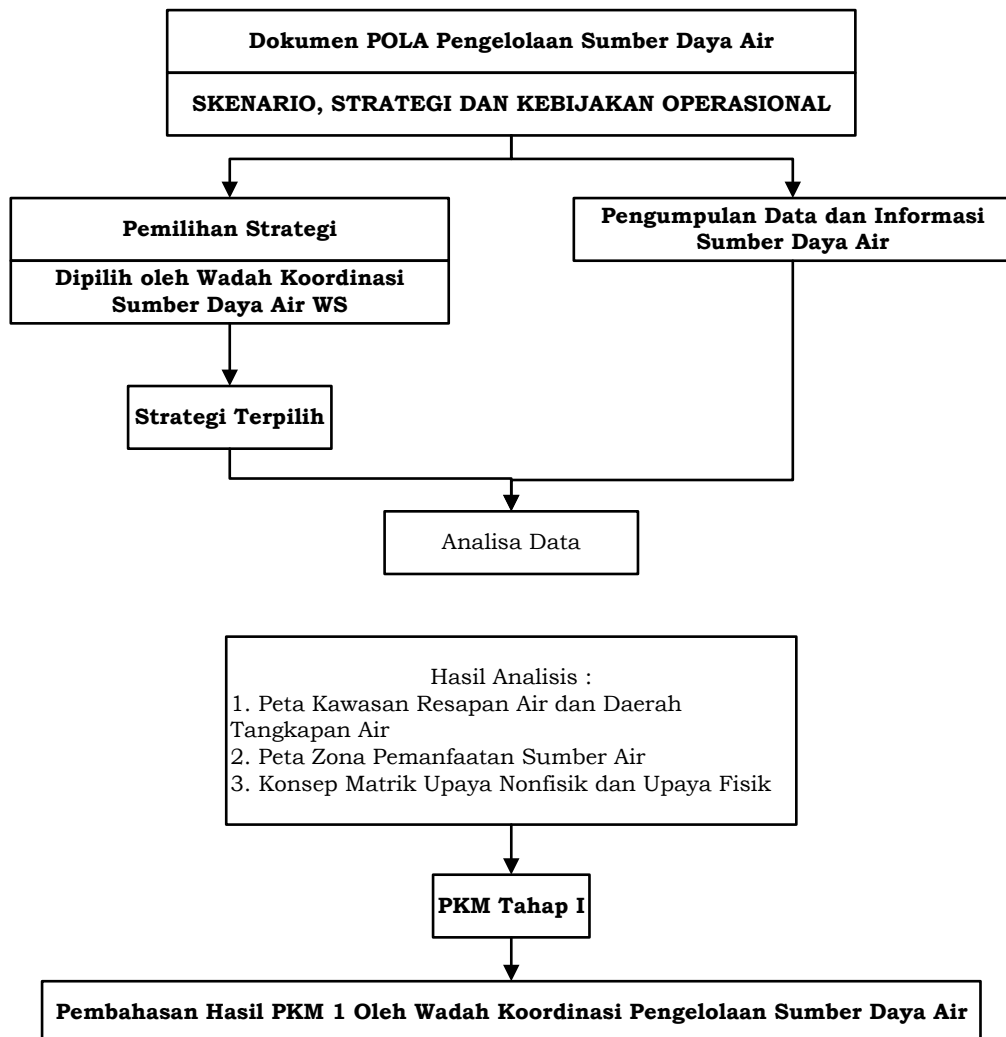 Dokumen POLA Pengelolaan Sumber Daya Air
SKENARIO, STRATEGI DAN KEBIJAKAN OPERASIONAL
Pemilihan Strategi
Dipilih oleh Wadah Koordinasi
Sumber Daya Air WS
Pengumpulan Data dan Informasi
Sumber Daya Air
Strategi Terpilih
Analisa Data
Hasil Analisis :
1. Peta Kawasan Resapan Air dan Daerah
Tangkapan Air
2. Peta Zona Pemanfaatan Sumber Air
3. Konsep Matrik Upaya Nonfisik dan Upaya Fisik
PKM Tahap I
Pembahasan Hasil PKM 1 Oleh Wadah Koordinasi Pengelolaan Sumber Daya Air